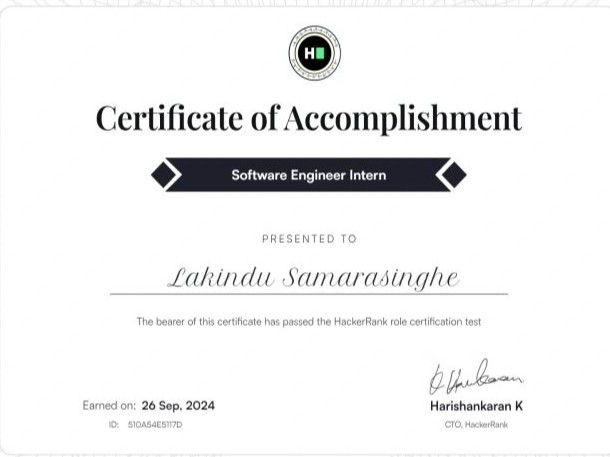 H
Certificate of Accomplishment
Software Engineer Intern
PRESENTED TO
Lakindu Samarasinghe
The bearer of this certificate has passed the HackerRank role certification test
Earned on: 26 Sep, 2024
ID: 510A54E5117D
Harishankaran K
CTO, HackerRank